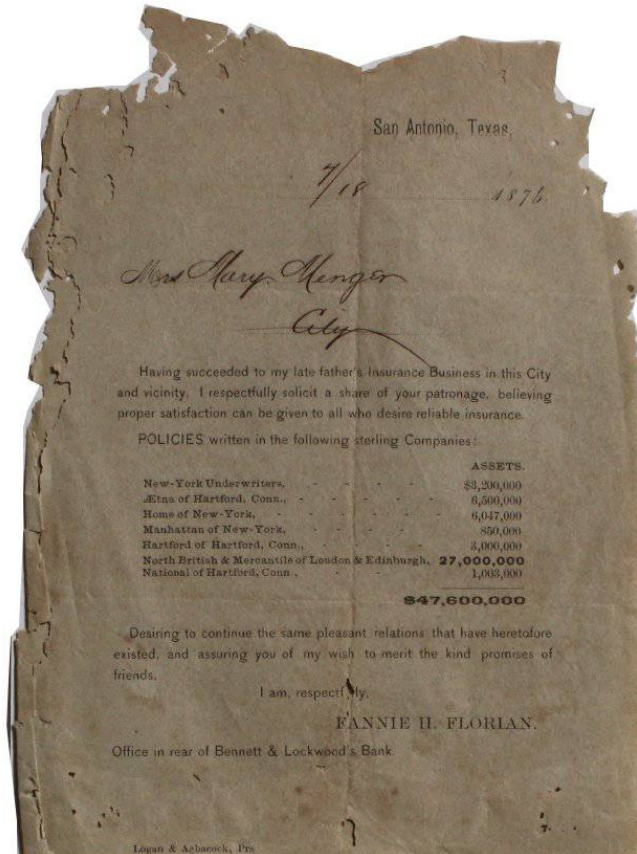 San Antonio, Texas,
7/18 1876.
Mrs Mary Menger
City
Having succeeded to my late father's Insurance Business in this City
and vicinity, I respectfully solicit a share of your patronage, believing
proper satisfaction can be given to all who desire reliable insurance.
POLICIES written in the following sterling Companies:
ASSETS.
New-York Underwriters, - - - - - $3,200,000
Ætna of Hartford, Conn., - - - - - 6,500,000
Home of New-York, - - - - - - 6,047,000
Manhattan of New-York, - - - - - 850,000
Hartford of Hartford, Conn., - - - - 3,000,000
North British & Mercantile of London & Edinburgh, 27,000,000
National of Hartford, Conn., - - - 1,003,000
$47,600,000
Desiring to continue the same pleasant relations that have heretofore
existed, and assuring you of my wish to merit the kind promises of
friends,
I am, respectf ly,
FANNIE H. FLORIAN.
Office in rear of Bennett & Lockwood's Bank.
Logan & Agbacock, Prs